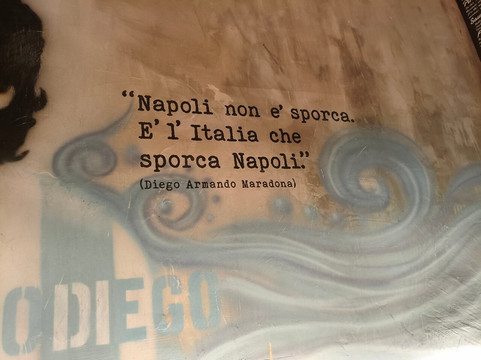 “Napoli non e' sporca.
E' l' Italia che
sporca Napoli.”
(Diego Armando Maradona)
O DIEGO